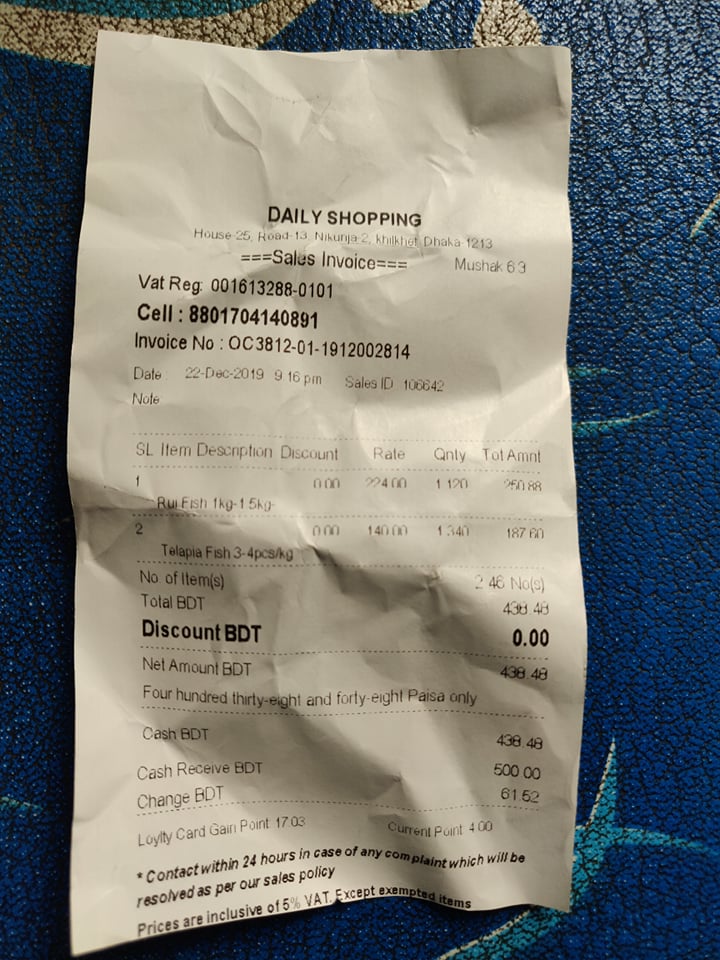 DAILY SHOPPING
House-25, Road-13, Nikunja-2, khilkhet, Dhaka-1213
===Sales Invoice=== Mushak 6.3
Vat Reg: 001613288-0101
Cell : 8801704140891
Invoice No : OC3812-01-1912002814
Date 22-Dec-2019 9:16 pm Sales ID 106642
Note
SL Item Description Discount Rate Qnty Tot Amnt
1 0.00 224.00 1.120 250.88
Rui Fish 1kg-1.5kg-
2 0.00 140.00 1.340 187.60
Telapia Fish 3-4pcs/kg
No of Item(s) 2.46 No(s)
Total BDT 438.48
Discount BDT 0.00
Net Amount BDT 438.48
Four hundred thirty-eight and forty-eight Paisa only
Cash BDT 438.48
Cash Receive BDT 500.00
Change BDT 61.52
Loylty Card Gain Point 17.03 Current Point 4.00
* Contact within 24 hours in case of any complaint which will be
resolved as per our sales policy
Prices are inclusive of 5% VAT. Except exempted items